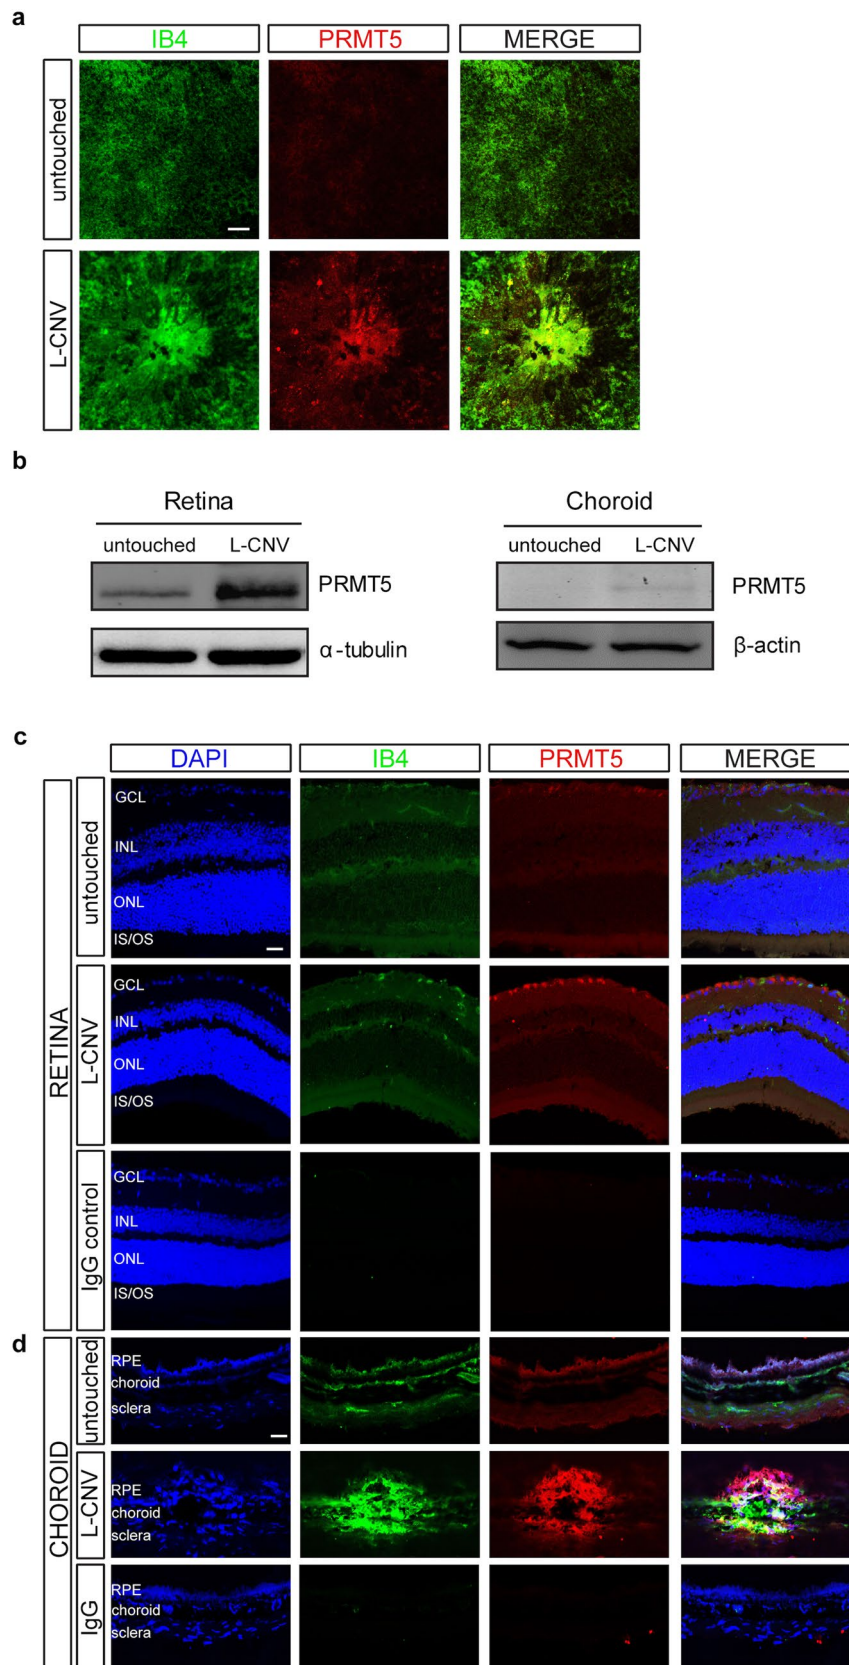 a
IB4 PRMT5 MERGE
untouched
L-CNV
b
Retina
untouched L-CNV
PRMT5
α-tubulin
Choroid
untouched L-CNV
PRMT5
β-actin
c
DAPI IB4 PRMT5 MERGE
RETINA
untouched
GCL
INL
ONL
IS/OS
L-CNV
GCL
INL
ONL
IS/OS
IgG control
GCL
INL
ONL
IS/OS
d
CHOROID
untouched
RPE
choroid
sclera
L-CNV
RPE
choroid
sclera
IgG
RPE
choroid
sclera